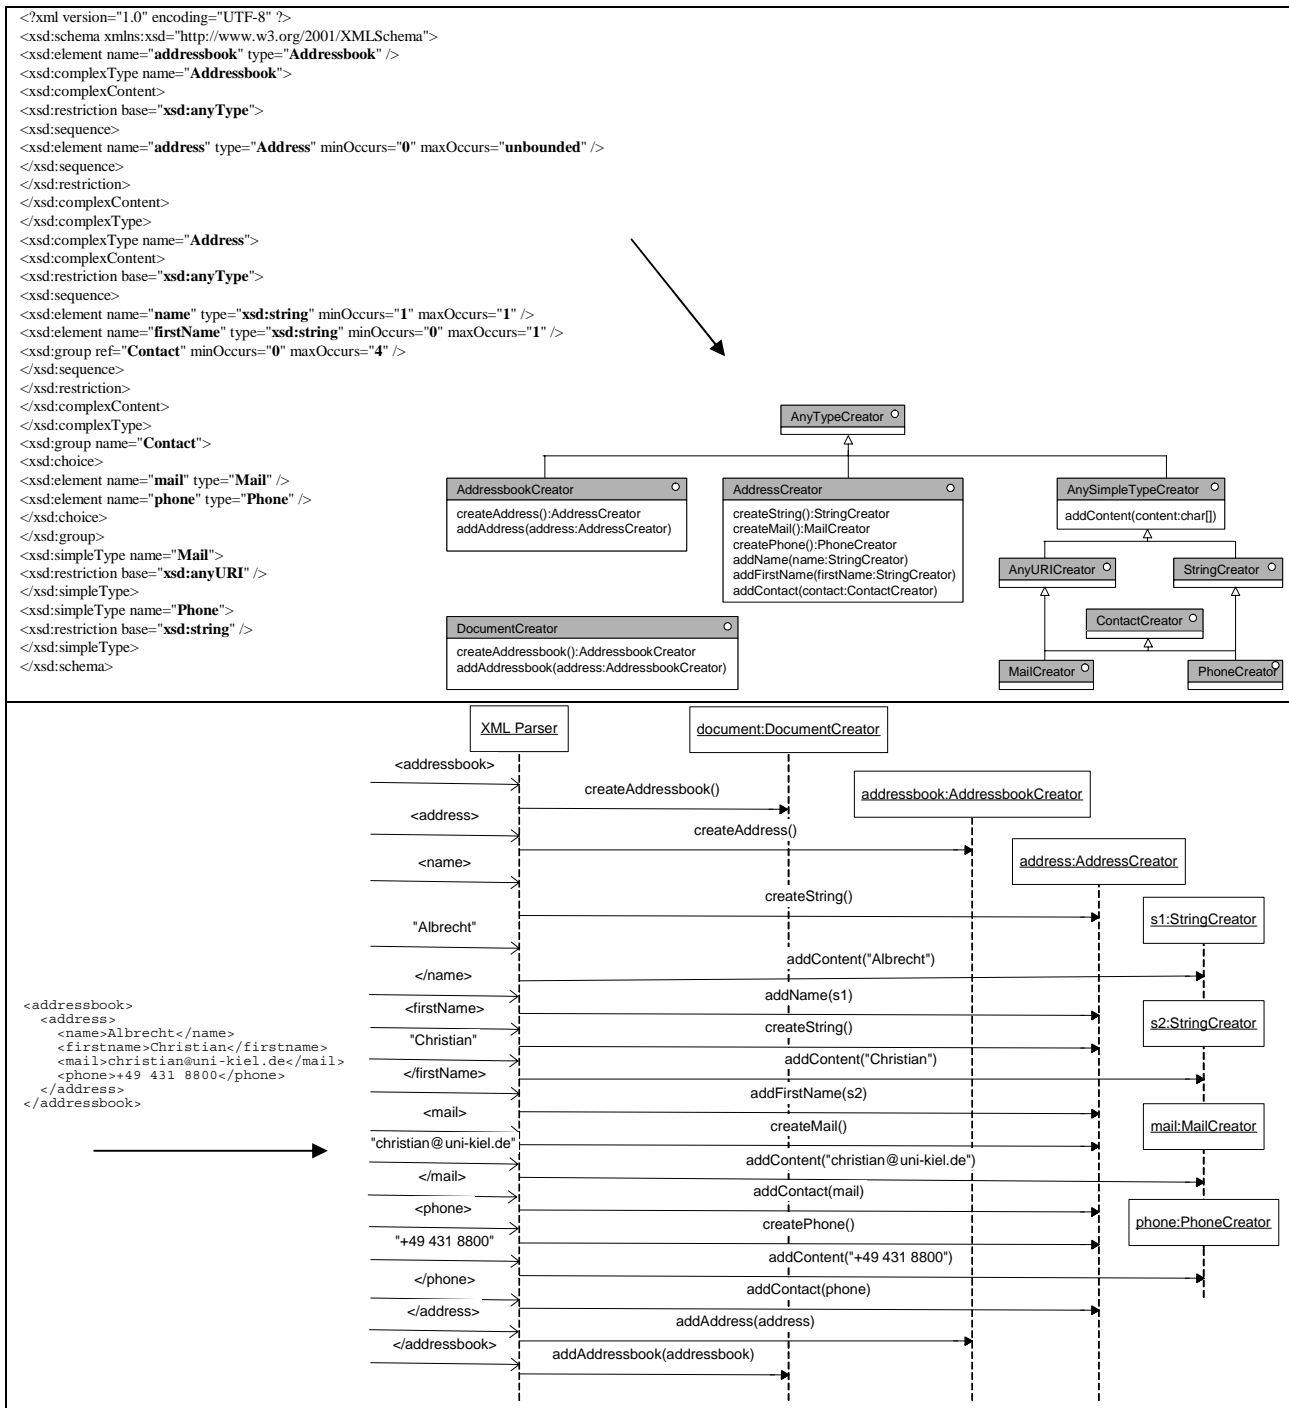 <?xml version="1.0" encoding="UTF-8" ?>
<xsd:schema xmlns:xsd="http://www.w3.org/2001/XMLSchema">
<xsd:element name="addressbook" type="Addressbook" />
<xsd:complexType name="Addressbook">
<xsd:complexContent>
<xsd:restriction base="xsd:anyType">
<xsd:sequence>
<xsd:element name="address" type="Address" minOccurs="0" maxOccurs="unbounded" />
</xsd:sequence>
</xsd:restriction>
</xsd:complexContent>
</xsd:complexType>
<xsd:complexType name="Address">
<xsd:complexContent>
<xsd:restriction base="xsd:anyType">
<xsd:sequence>
<xsd:element name="name" type="xsd:string" minOccurs="1" maxOccurs="1" />
<xsd:element name="firstName" type="xsd:string" minOccurs="0" maxOccurs="1" />
<xsd:group ref="Contact" minOccurs="0" maxOccurs="4" />
</xsd:sequence>
</xsd:restriction>
</xsd:complexContent>
</xsd:complexType>
<xsd:group name="Contact">
<xsd:choice>
<xsd:element name="mail" type="Mail" />
<xsd:element name="phone" type="Phone" />
</xsd:choice>
</xsd:group>
<xsd:simpleType name="Mail">
<xsd:restriction base="xsd:anyURI" />
</xsd:simpleType>
<xsd:simpleType name="Phone">
<xsd:restriction base="xsd:string" />
</xsd:simpleType>
</xsd:schema>
AnyTypeCreator
AddressbookCreator
createAddress():AddressCreator
addAddress(address:AddressCreator)
AddressCreator
createString():StringCreator
createMail():MailCreator
createPhone():PhoneCreator
addName(name:StringCreator)
addFirstName(firstName:StringCreator)
addContact(contact:ContactCreator)
AnySimpleTypeCreator
addContent(content:char[])
AnyURICreator
StringCreator
ContactCreator
MailCreator
PhoneCreator
DocumentCreator
createAddressbook():AddressbookCreator
addAddressbook(address:AddressbookCreator)
<addressbook>
<address>
<name>Albrecht</name>
<firstname>Christian</firstname>
<mail>christian@uni-kiel.de</mail>
<phone>+49 431 8800</phone>
</address>
</addressbook>
XML Parser
document:DocumentCreator
<addressbook>
createAddressbook()
addressbook:AddressbookCreator
<address>
createAddress()
<name>
address:AddressCreator
createString()
"Albrecht"
s1:StringCreator
addContent("Albrecht")
</name>
addName(s1)
<firstName>
createString()
s2:StringCreator
"Christian"
addContent("Christian")
</firstName>
addFirstName(s2)
<mail>
createMail()
mail:MailCreator
"christian@uni-kiel.de"
addContent("christian@uni-kiel.de")
</mail>
addContact(mail)
<phone>
createPhone()
phone:PhoneCreator
"+49 431 8800"
addContent("+49 431 8800")
</phone>
addContact(phone)
</address>
addAddress(address)
</addressbook>
addAddressbook(addressbook)